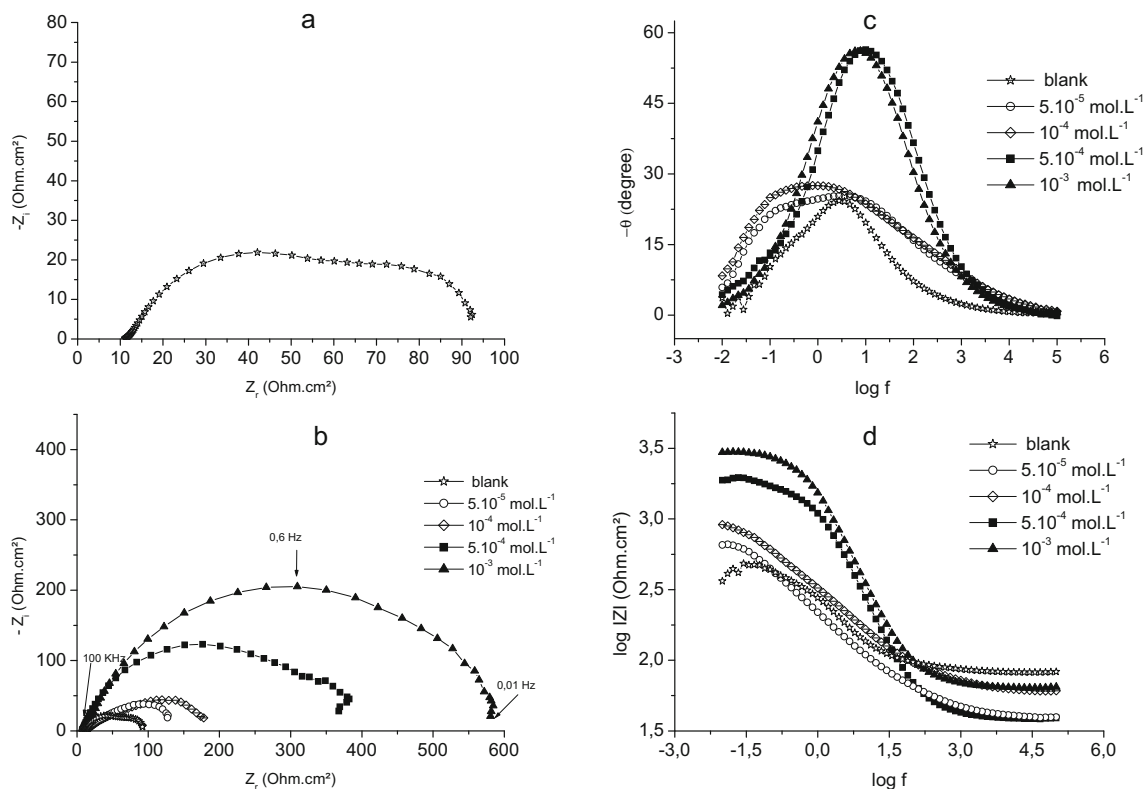 a
80
70
60
50
40
30
20
10
0
-Zᵢ (Ohm.cm²)
0 10 20 30 40 50 60 70 80 90 100
Zᵣ (Ohm.cm²)
c
60
45
30
15
0
−θ (degree)
-3 -2 -1 0 1 2 3 4 5 6
log f
blank
5.10⁻⁵ mol.L⁻¹
10⁻⁴ mol.L⁻¹
5.10⁻⁴ mol.L⁻¹
10⁻³ mol.L⁻¹
b
400
300
200
100
0
- Zᵢ (Ohm.cm²)
0 100 200 300 400 500 600
Zᵣ (Ohm.cm²)
blank
5.10⁻⁵ mol.L⁻¹
10⁻⁴ mol.L⁻¹
5.10⁻⁴ mol.L⁻¹
10⁻³ mol.L⁻¹
0,6 Hz
100 KHz
0,01 Hz
d
3,5
3,0
2,5
2,0
1,5
log IZI (Ohm.cm²)
-3,0 -1,5 0,0 1,5 3,0 4,5 6,0
log f
blank
5.10⁻⁵ mol.L⁻¹
10⁻⁴ mol.L⁻¹
5.10⁻⁴ mol.L⁻¹
10⁻³ mol.L⁻¹